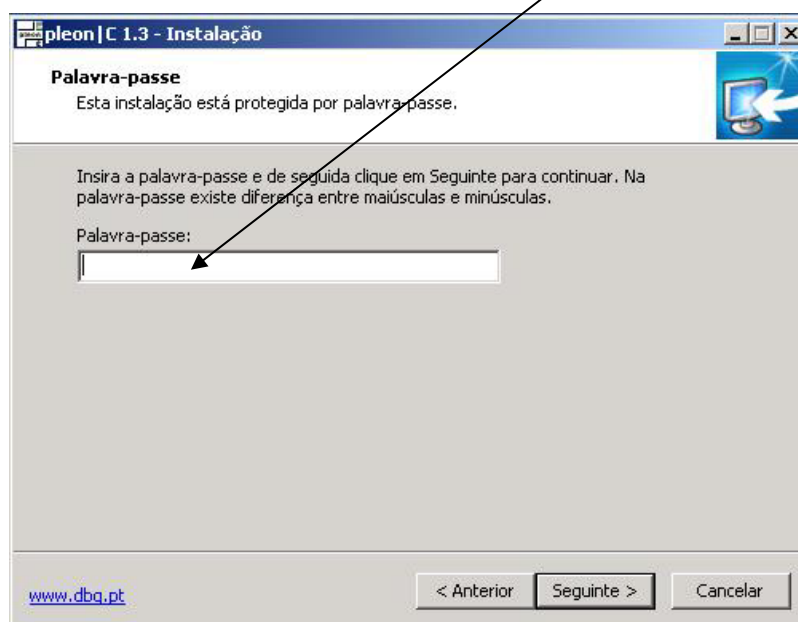 pleon|C 1.3 - Instalação
Palavra-passe
Esta instalação está protegida por palavra-passe.
Insira a palavra-passe e de seguida clique em Seguinte para continuar. Na
palavra-passe existe diferença entre maiúsculas e minúsculas.
Palavra-passe:
www.dbq.pt
< Anterior
Seguinte >
Cancelar